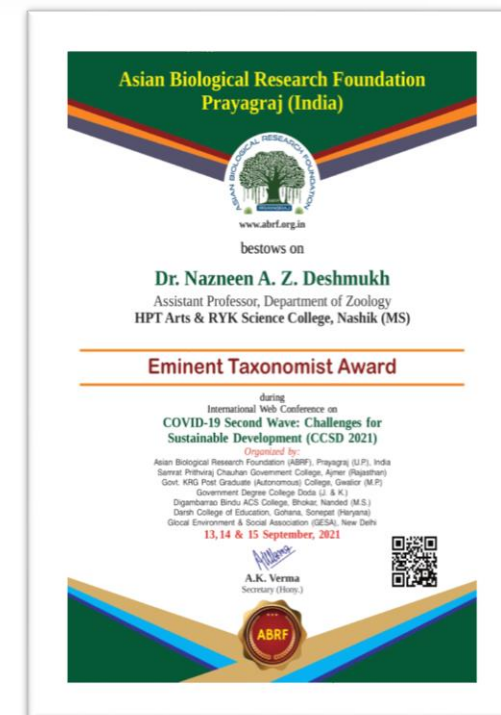 Asian Biological Research Foundation
Prayagraj (India)
ASIAN BIOLOGICAL RESEARCH FOUNDATION
www.abrf.org.in
bestows on
Dr. Nazneen A. Z. Deshmukh
Assistant Professor, Department of Zoology
HPT Arts & RYK Science College, Nashik (MS)
Eminent Taxonomist Award
during
International Web Conference on
COVID-19 Second Wave: Challenges for
Sustainable Development (CCSD 2021)
Organized by:
Asian Biological Research Foundation (ABRF), Prayagraj (U.P.), India
Samrat Prithviraj Chauhan Government College, Ajmer (Rajasthan)
Govt. KRG Post Graduate (Autonomous) College, Gwalior (M.P.)
Government Degree College Doda (J. & K.)
Digambarrao Bindu ACS College, Bhokar, Nanded (M.S.)
Darsh College of Education, Gohana, Sonepat (Haryana)
Glocal Environment & Social Association (GESA), New Delhi
13,14 & 15 September, 2021
A.K. Verma
Secretary (Hony.)
ABRF